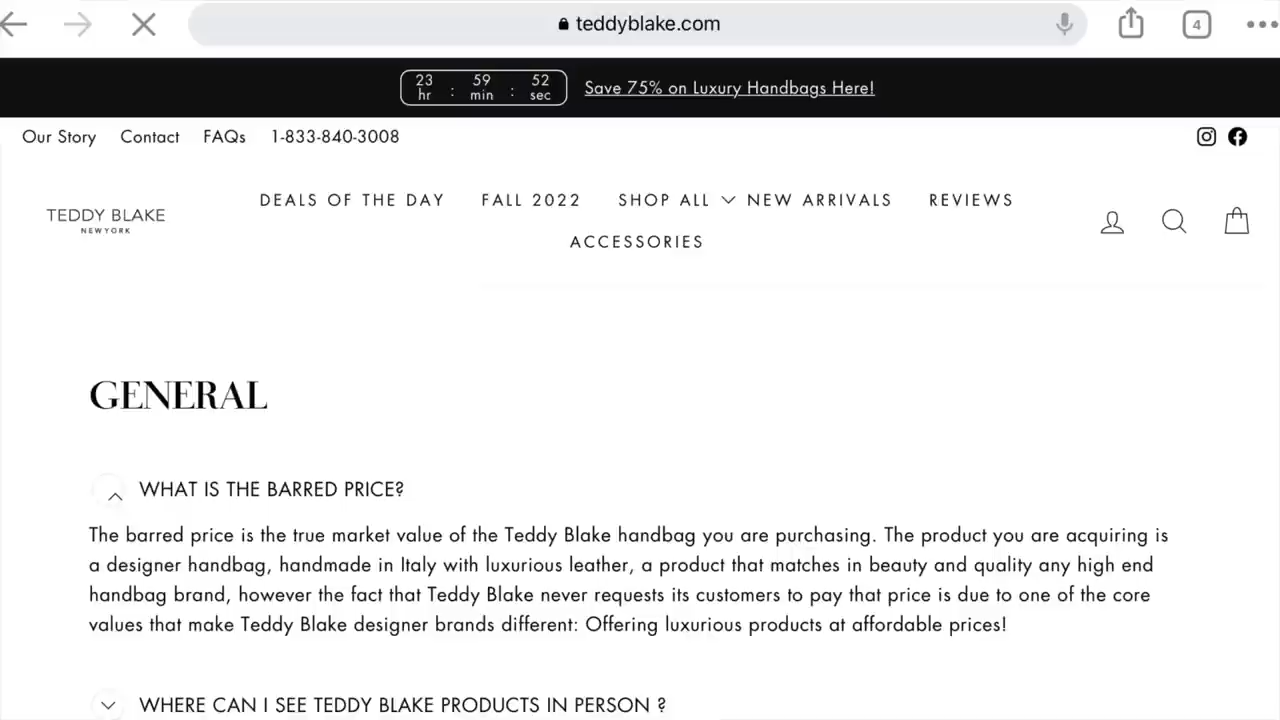 teddyblake.com
4
23 hr : 59 min : 52 sec Save 75% on Luxury Handbags Here!
Our Story Contact FAQs 1-833-840-3008
DEALS OF THE DAY FALL 2022 SHOP ALL NEW ARRIVALS REVIEWS
TEDDY BLAKE
NEWYORK
ACCESSORIES
GENERAL
WHAT IS THE BARRED PRICE?
The barred price is the true market value of the Teddy Blake handbag you are purchasing. The product you are acquiring is
a designer handbag, handmade in Italy with luxurious leather, a product that matches in beauty and quality any high end
handbag brand, however the fact that Teddy Blake never requests its customers to pay that price is due to one of the core
values that make Teddy Blake designer brands different: Offering luxurious products at affordable prices!
WHERE CAN I SEE TEDDY BLAKE PRODUCTS IN PERSON ?